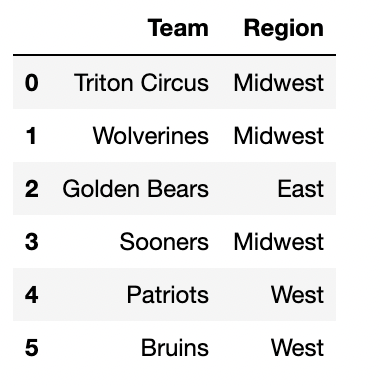 Team Region
0 Triton Circus Midwest
1 Wolverines Midwest
2 Golden Bears East
3 Sooners Midwest
4 Patriots West
5 Bruins West